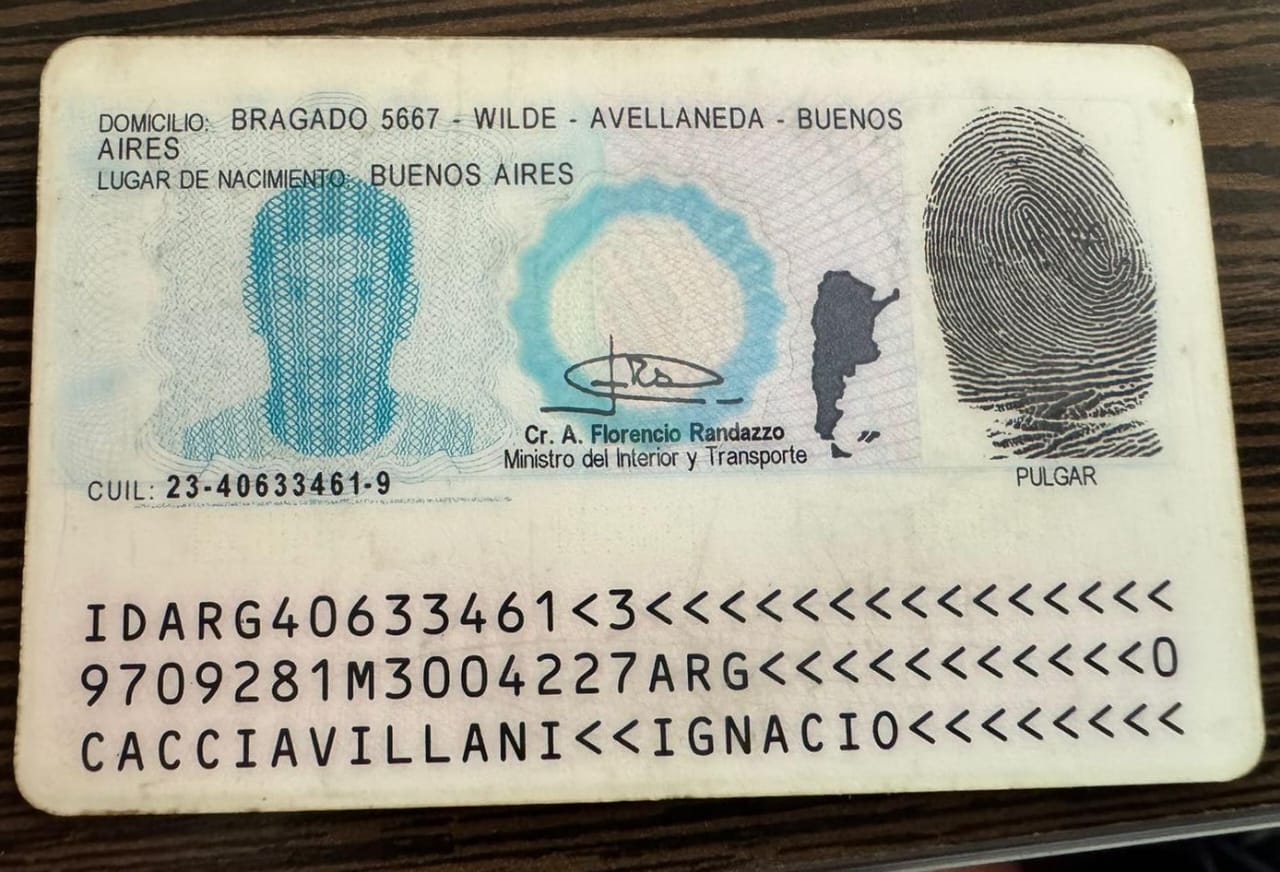 DOMICILIO: BRAGADO 5667 - WILDE - AVELLANEDA - BUENOS
AIRES
LUGAR DE NACIMIENTO: BUENOS AIRES
Cr. A. Florencio Randazzo
Ministro del Interior y Transporte
PULGAR
CUIL: 23-40633461-9
IDARG40633461<3<<<<<<<<<<<<<<<
9709281M3004227ARG<<<<<<<<<<<0
CACCIAVILLANI<<IGNACIO<<<<<<<<